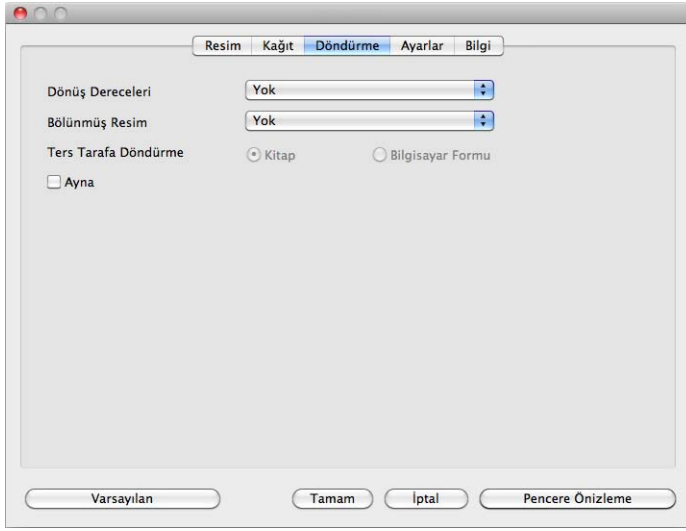 Resim Kağıt Döndürme Ayarlar Bilgi
Dönüş Dereceleri Yok
Bölünmüş Resim Yok
Ters Tarafa Döndürme Kitap Bilgisayar Formu
Ayna
Varsayılan Tamam İptal Pencere Önizleme